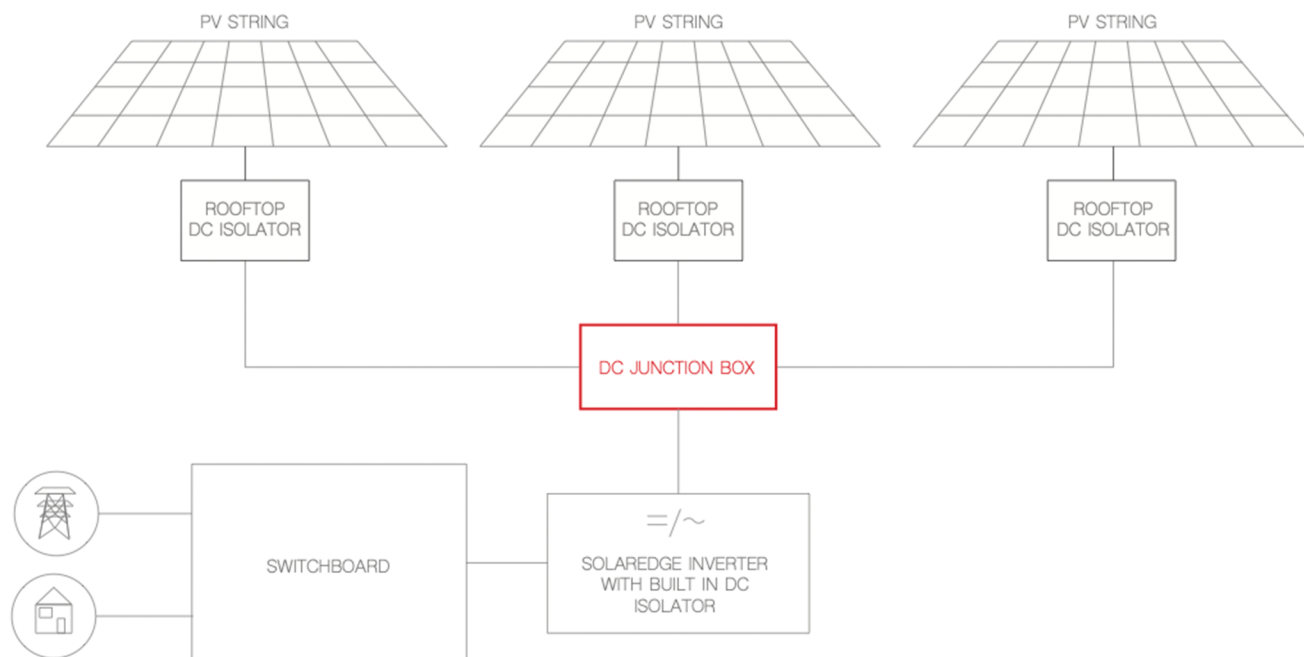 PV STRING
PV STRING
PV STRING
ROOFTOP
DC ISOLATOR
ROOFTOP
DC ISOLATOR
ROOFTOP
DC ISOLATOR
DC JUNCTION BOX
=/~
SWITCHBOARD
SOLAREDGE INVERTER
WITH BUILT IN DC
ISOLATOR